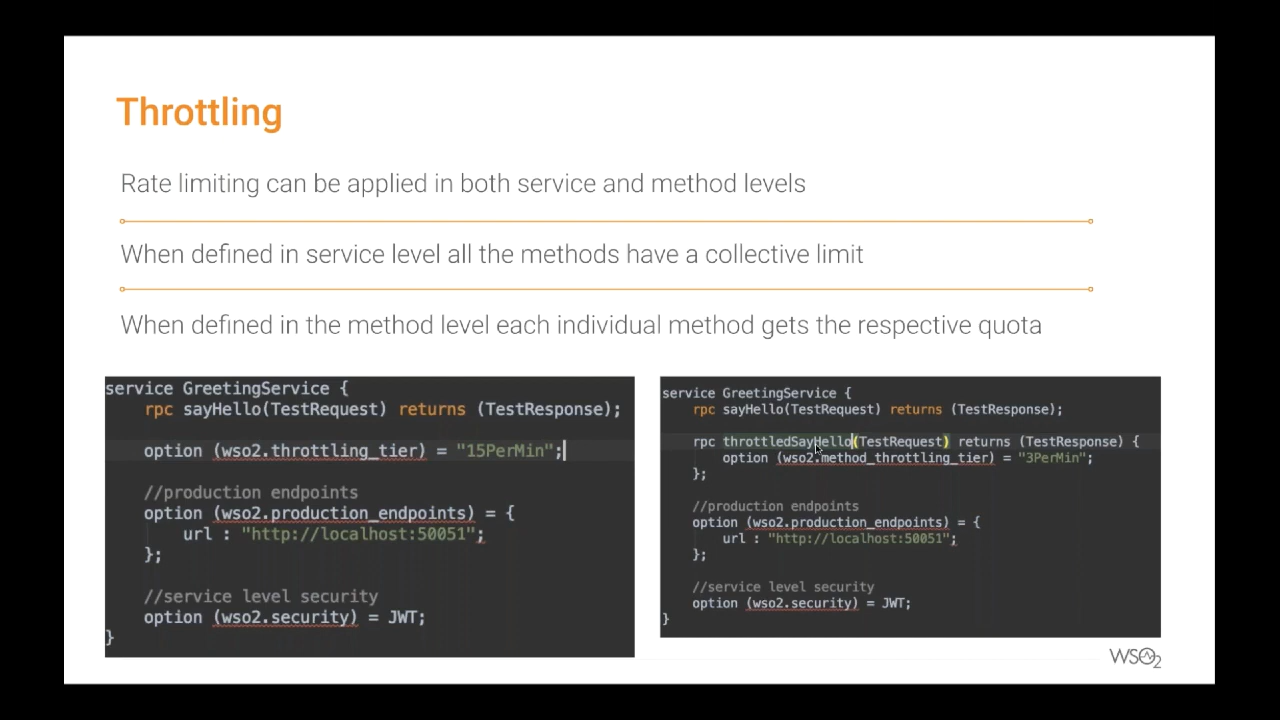 Throttling
Rate limiting can be applied in both service and method levels
When defined in service level all the methods have a collective limit
When defined in the method level each individual method gets the respective quota
service GreetingService {
rpc sayHello(TestRequest) returns (TestResponse);
option (wso2.throttling_tier) = "15PerMin";
//production endpoints
option (wso2.production_endpoints) = {
url : "http://localhost:50051";
};
//service level security
option (wso2.security) = JWT;
}
service GreetingService {
rpc sayHello(TestRequest) returns (TestResponse);
rpc throttledSayHello(TestRequest) returns (TestResponse) {
option (wso2.method_throttling_tier) = "3PerMin";
};
//production endpoints
option (wso2.production_endpoints) = {
url : "http://localhost:50051";
};
//service level security
option (wso2.security) = JWT;
}
WSO2